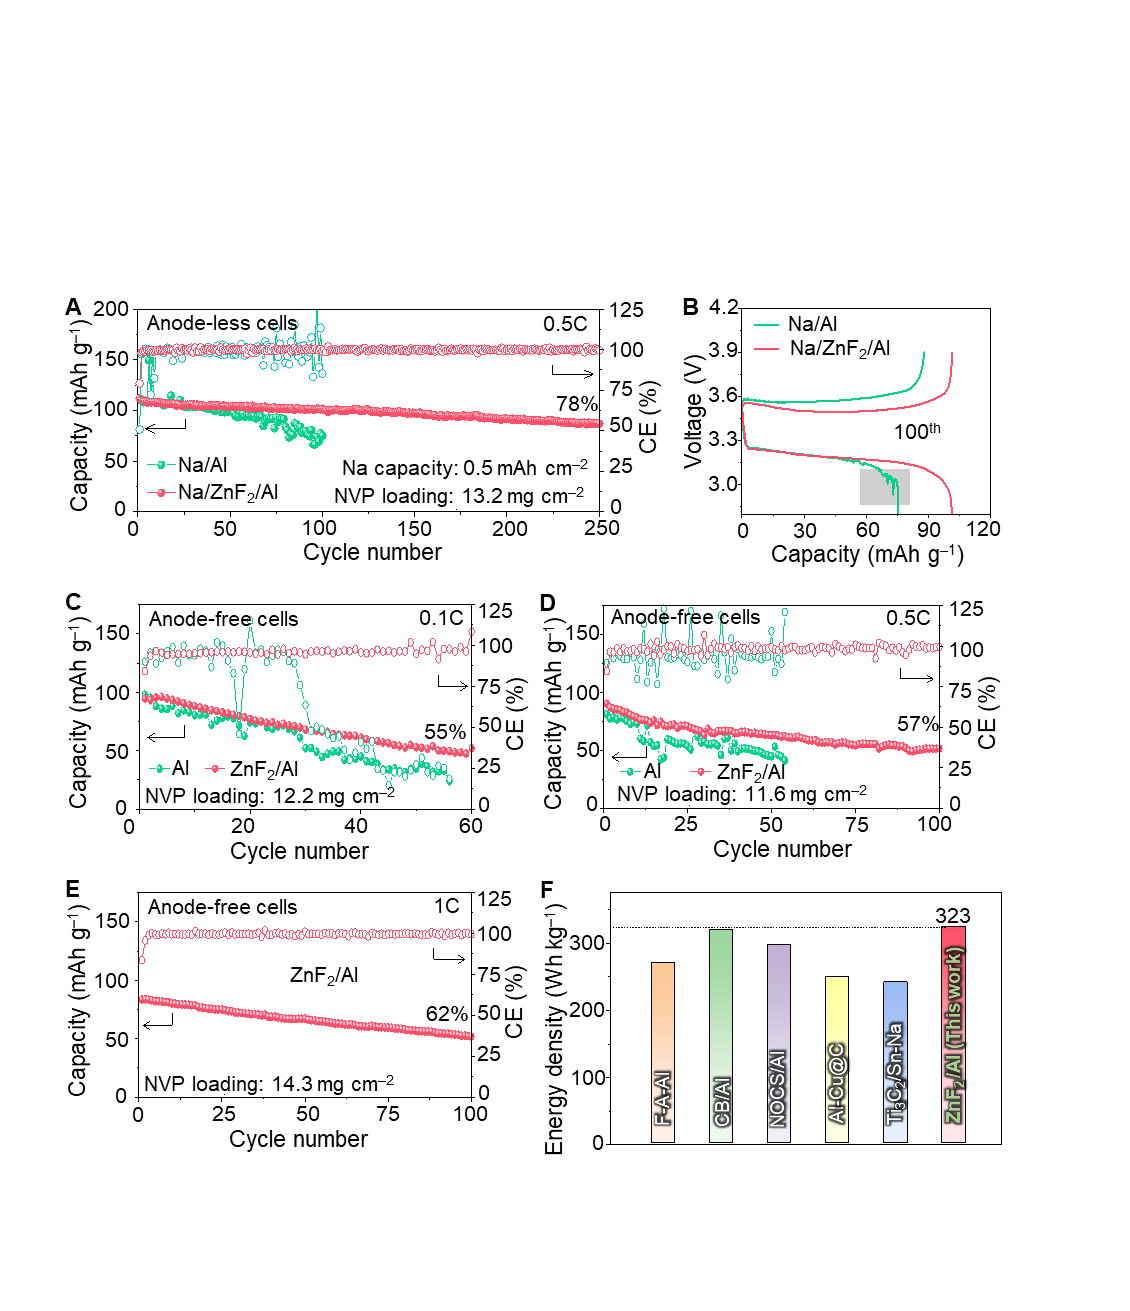 A
200
150
100
50
0
Capacity (mAh g⁻¹)
Anode-less cells
0.5C
125
100
75
50
25
0
CE (%)
78%
Na/Al
Na/ZnF₂/Al
Na capacity: 0.5 mAh cm⁻²
NVP loading: 13.2 mg cm⁻²
50
100
150
200
250
Cycle number
B
4.2
3.9
3.6
3.3
3.0
Voltage (V)
Na/Al
Na/ZnF₂/Al
100th
0
30
60
90
120
Capacity (mAh g⁻¹)
C
150
100
50
0
Capacity (mAh g⁻¹)
Anode-free cells
0.1C
125
100
75
50
25
0
CE (%)
55%
Al
ZnF₂/Al
NVP loading: 12.2 mg cm⁻²
0
20
40
60
Cycle number
D
150
100
50
0
Capacity (mAh g⁻¹)
Anode-free cells
0.5C
125
100
75
50
25
0
CE (%)
57%
Al
ZnF₂/Al
NVP loading: 11.6 mg cm⁻²
0
25
50
75
100
Cycle number
E
150
100
50
0
Capacity (mAh g⁻¹)
Anode-free cells
1C
125
100
75
50
25
0
CE (%)
ZnF₂/Al
62%
NVP loading: 14.3 mg cm⁻²
0
25
50
75
100
Cycle number
F
300
200
100
0
Energy density (Wh kg⁻¹)
323
F-A-Al
CB/Al
NOCS/Al
Al-Cu@C
Ti₃C₂/Sn-Na
ZnF₂/Al (This work)